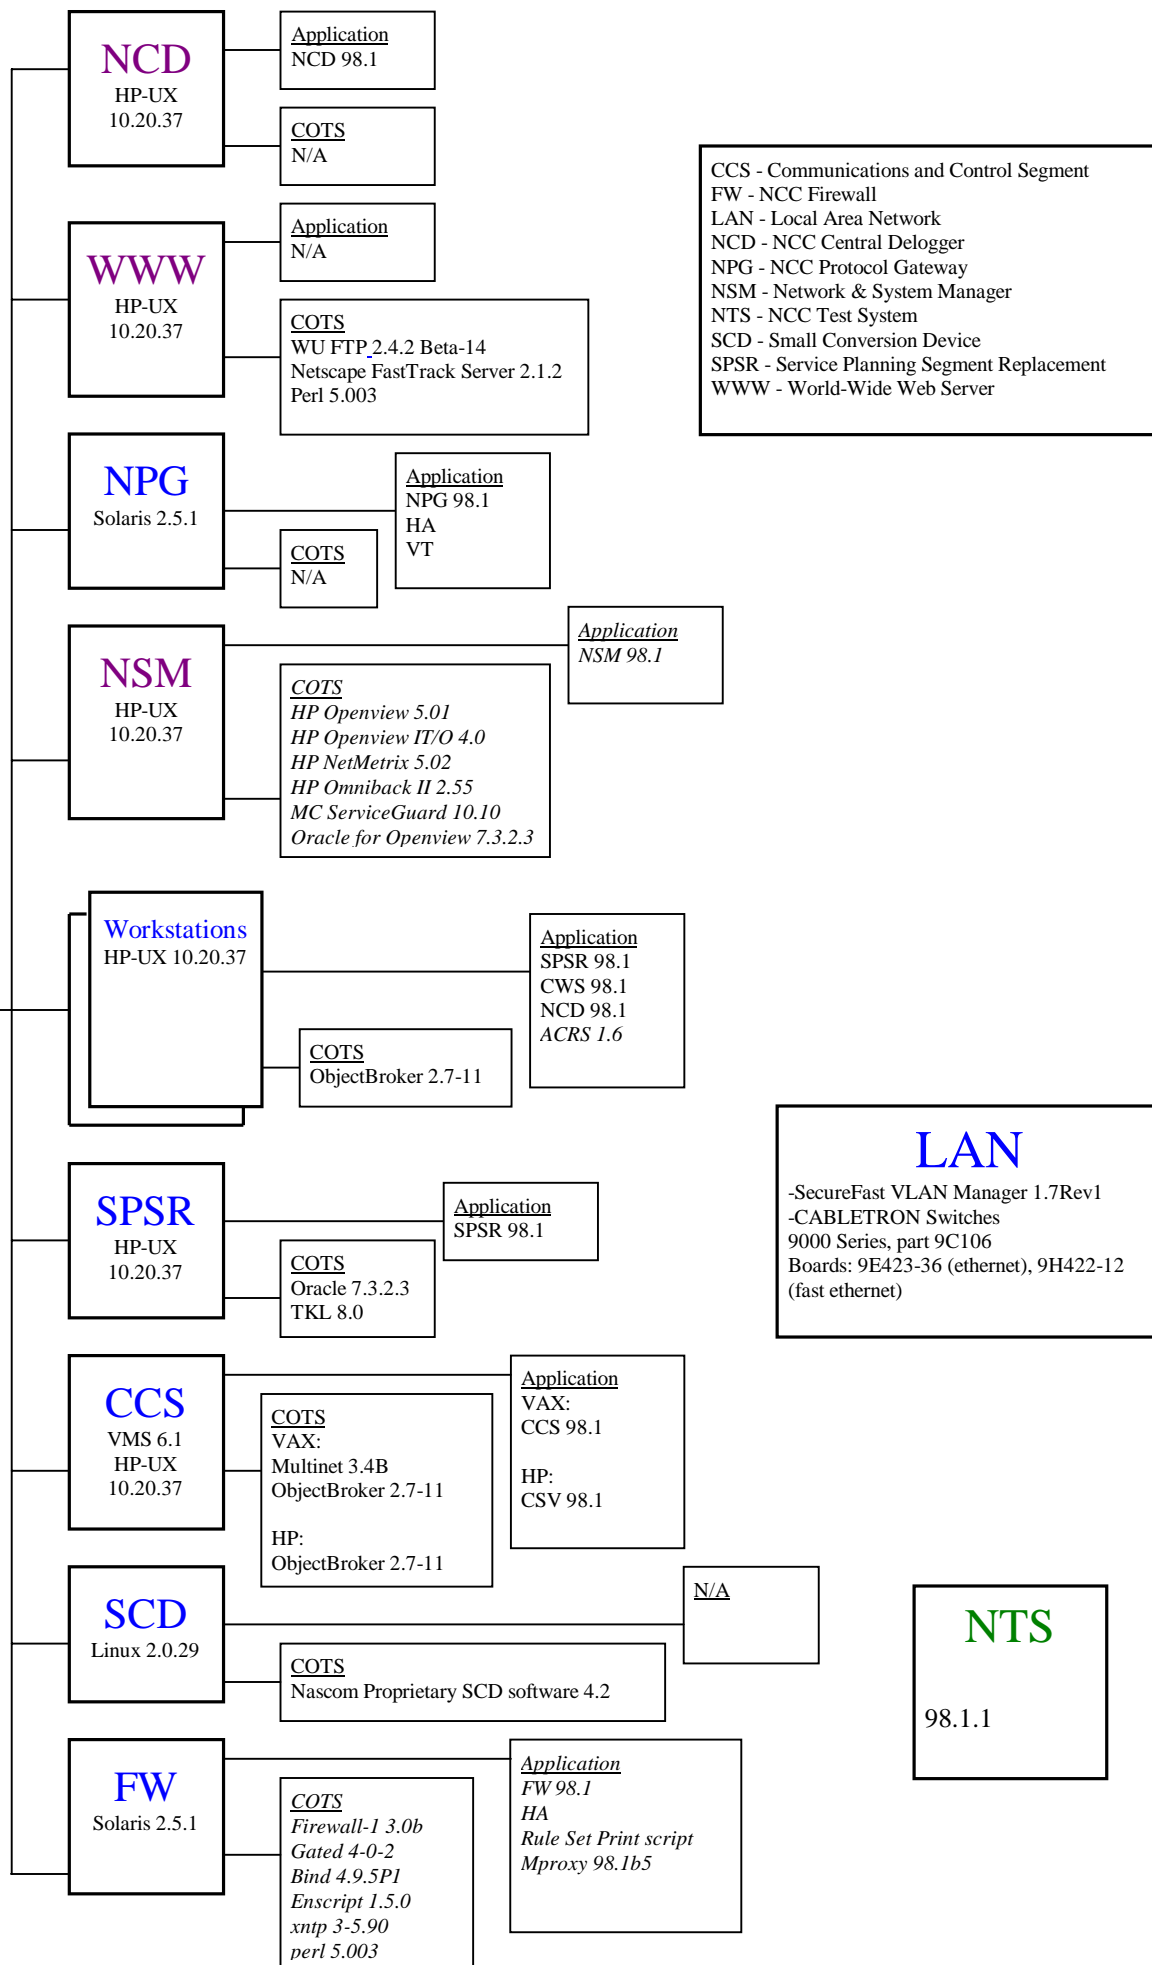 NCD
HP-UX
10.20.37
Application
NCD 98.1
COTS
N/A
CCS - Communications and Control Segment
FW - NCC Firewall
LAN - Local Area Network
NCD - NCC Central Delogger
NPG - NCC Protocol Gateway
NSM - Network & System Manager
NTS - NCC Test System
SCD - Small Conversion Device
SPSR - Service Planning Segment Replacement
WWW - World-Wide Web Server
WWW
HP-UX
10.20.37
Application
N/A
COTS
WU FTP 2.4.2 Beta-14
Netscape FastTrack Server 2.1.2
Perl 5.003
NPG
Solaris 2.5.1
Application
NPG 98.1
HA
VT
COTS
N/A
NSM
HP-UX
10.20.37
Application
NSM 98.1
COTS
HP Openview 5.01
HP Openview IT/O 4.0
HP NetMetrix 5.02
HP Omniback II 2.55
MC ServiceGuard 10.10
Oracle for Openview 7.3.2.3
Workstations
HP-UX 10.20.37
Application
SPSR 98.1
CWS 98.1
NCD 98.1
ACRS 1.6
COTS
ObjectBroker 2.7-11
LAN
-SecureFast VLAN Manager 1.7Rev1
-CABLETRON Switches
9000 Series, part 9C106
Boards: 9E423-36 (ethernet), 9H422-12
(fast ethernet)
SPSR
HP-UX
10.20.37
Application
SPSR 98.1
COTS
Oracle 7.3.2.3
TKL 8.0
CCS
VMS 6.1
HP-UX
10.20.37
Application
VAX:
CCS 98.1
HP:
CSV 98.1
COTS
VAX:
Multinet 3.4B
ObjectBroker 2.7-11
HP:
ObjectBroker 2.7-11
SCD
Linux 2.0.29
N/A
COTS
Nascom Proprietary SCD software 4.2
NTS
98.1.1
FW
Solaris 2.5.1
Application
FW 98.1
HA
Rule Set Print script
Mproxy 98.1b5
COTS
Firewall-1 3.0b
Gated 4-0-2
Bind 4.9.5P1
Enscript 1.5.0
xntp 3-5.90
perl 5.003